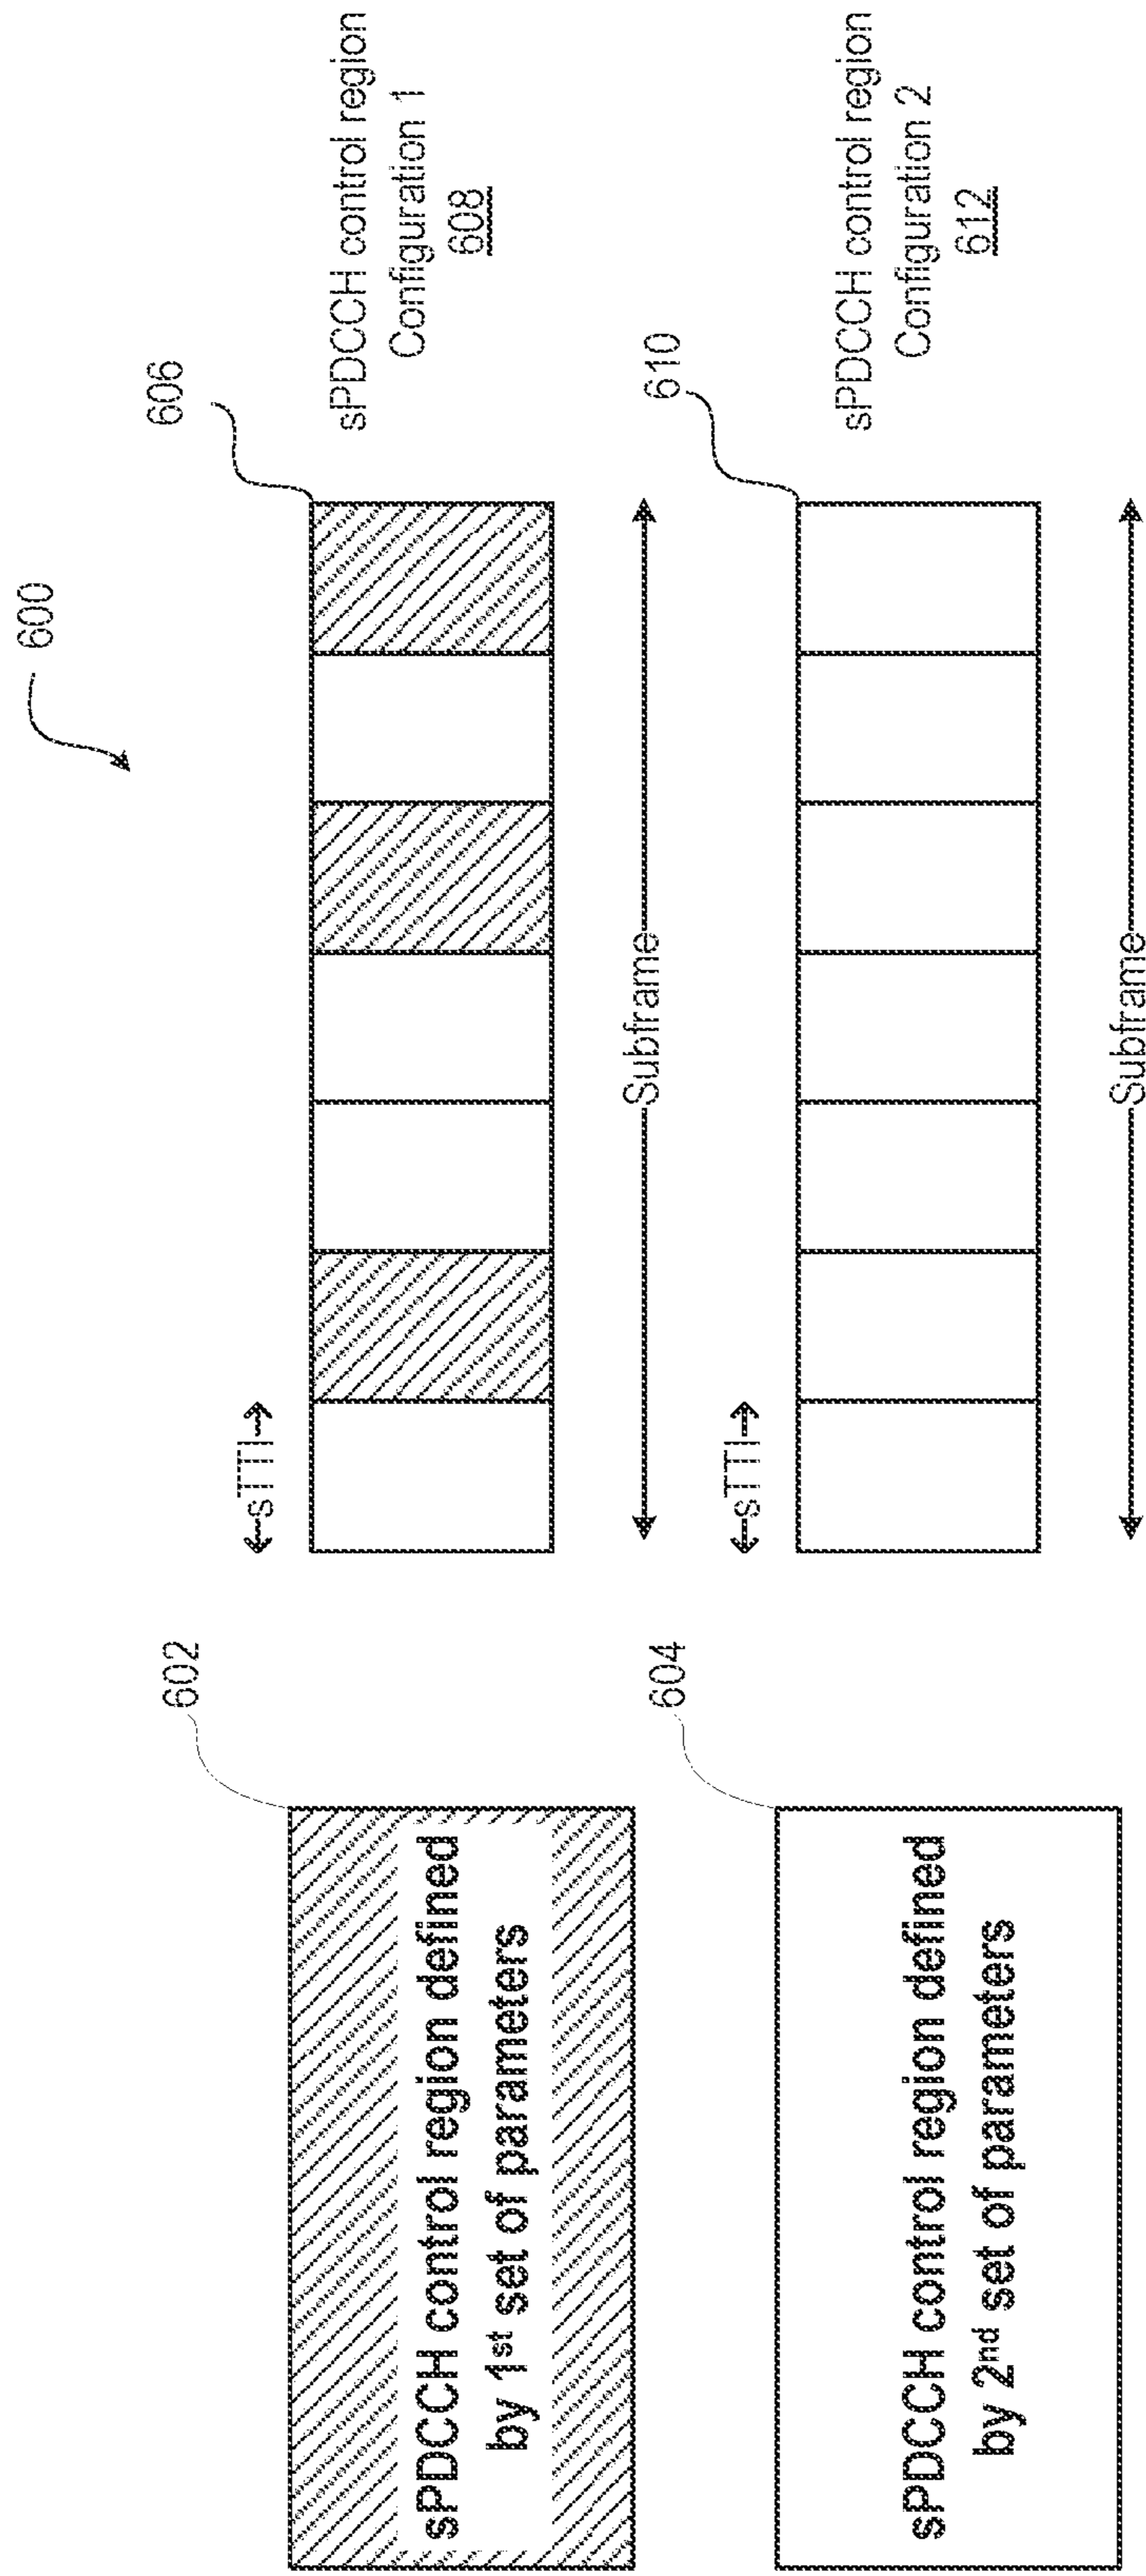 600
602
sPDCCH control region defined
by 1st set of parameters
sTTI
606
sPDCCH control region
Configuration 1
608
Subframe
604
sPDCCH control region defined
by 2nd set of parameters
sTTI
610
sPDCCH control region
Configuration 2
612
Subframe